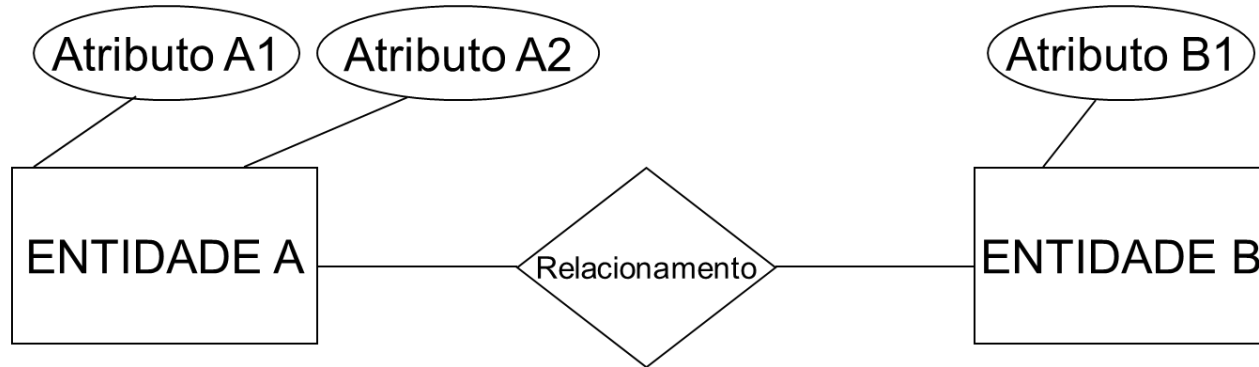 Atributo A1
Atributo A2
Atributo B1
ENTIDADE A
Relacionamento
ENTIDADE B